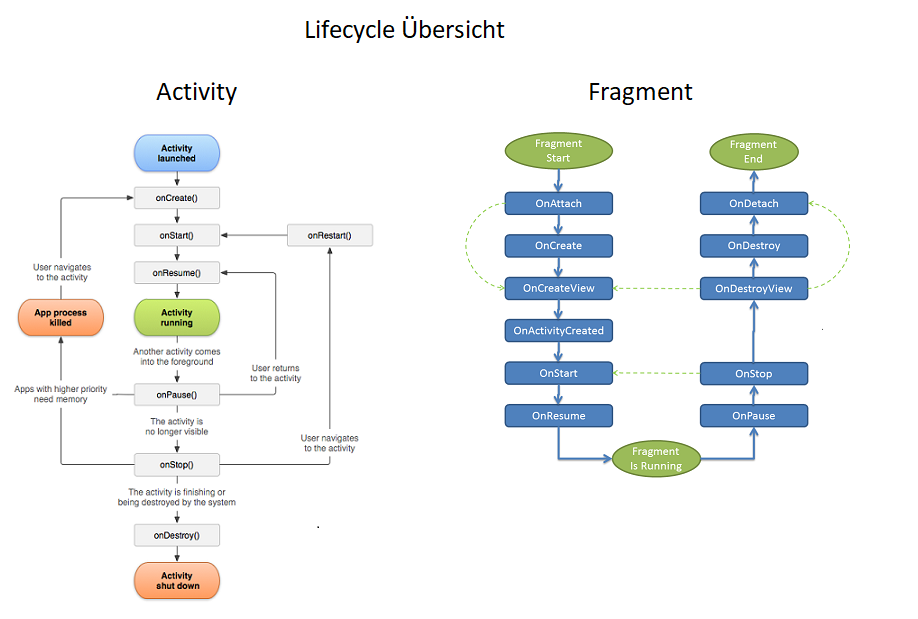 Lifecycle Übersicht
Activity
Activity
launched
onCreate()
onStart()
onRestart()
onResume()
User navigates
to the activity
App process
killed
Activity
running
Another activity comes
into the foreground
User returns
to the activity
Apps with higher priority
need memory
onPause()
The activity is
no longer visible
User navigates
to the activity
onStop()
The activity is finishing or
being destroyed by the system
onDestroy()
Activity
shut down
Fragment
Fragment
Start
OnAttach
OnCreate
OnCreateView
OnActivityCreated
OnStart
OnResume
Fragment
Is Running
Fragment
End
OnDetach
OnDestroy
OnDestroyView
OnStop
OnPause